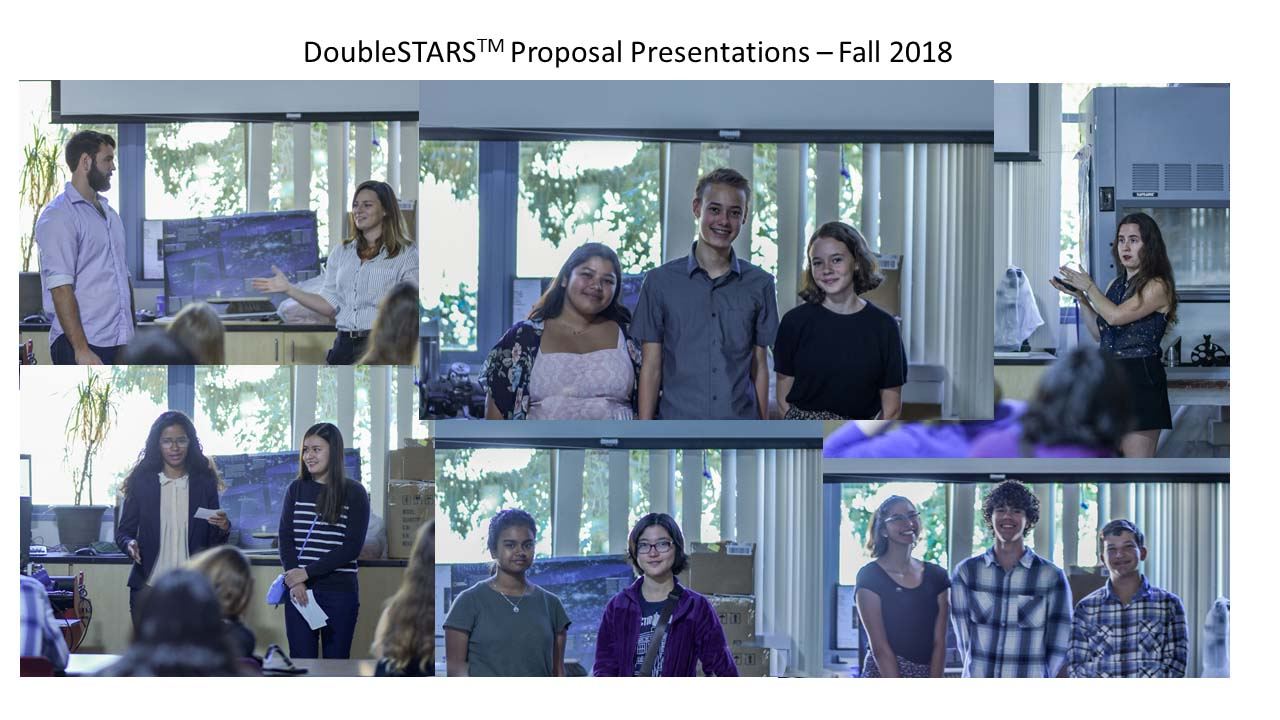 DoubleSTARS™ Proposal Presentations – Fall 2018